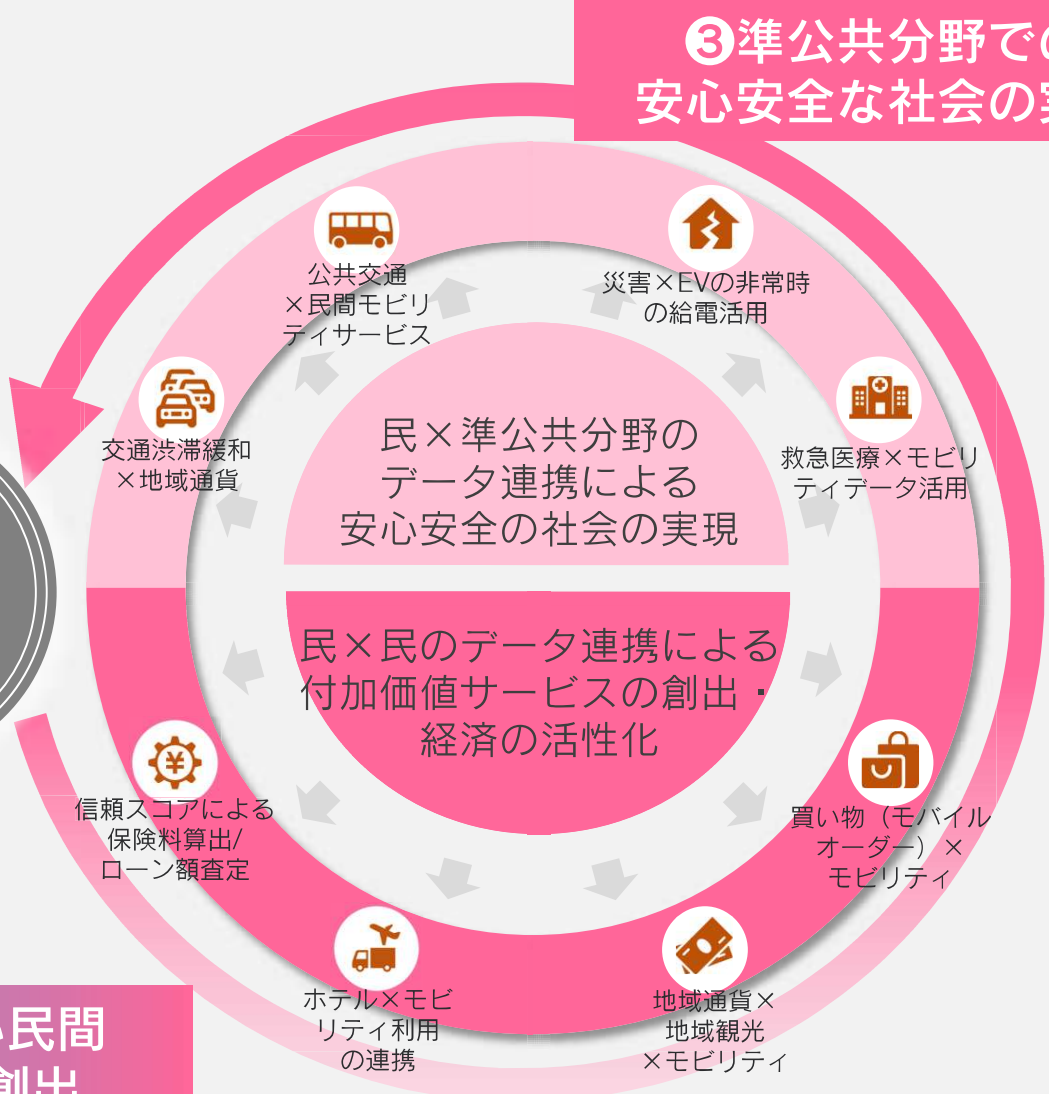 ❸準公共分野での
安心安全な社会の実
公共交通
×民間モビリ
ティサービス
災害×EVの非常時
の給電活用
交通渋滞緩和
×地域通貨
救急医療×モビリ
ティデータ活用
民×準公共分野の
データ連携による
安心安全の社会の実現
民×民のデータ連携による
付加価値サービスの創出・
経済の活性化
信頼スコアによる
保険料算出/
ローン額査定
買い物（モバイル
オーダー）×
モビリティ
ホテル×モビ
リティ利用
の連携
地域通貨×
地域観光
×モビリティ
い民間
創出